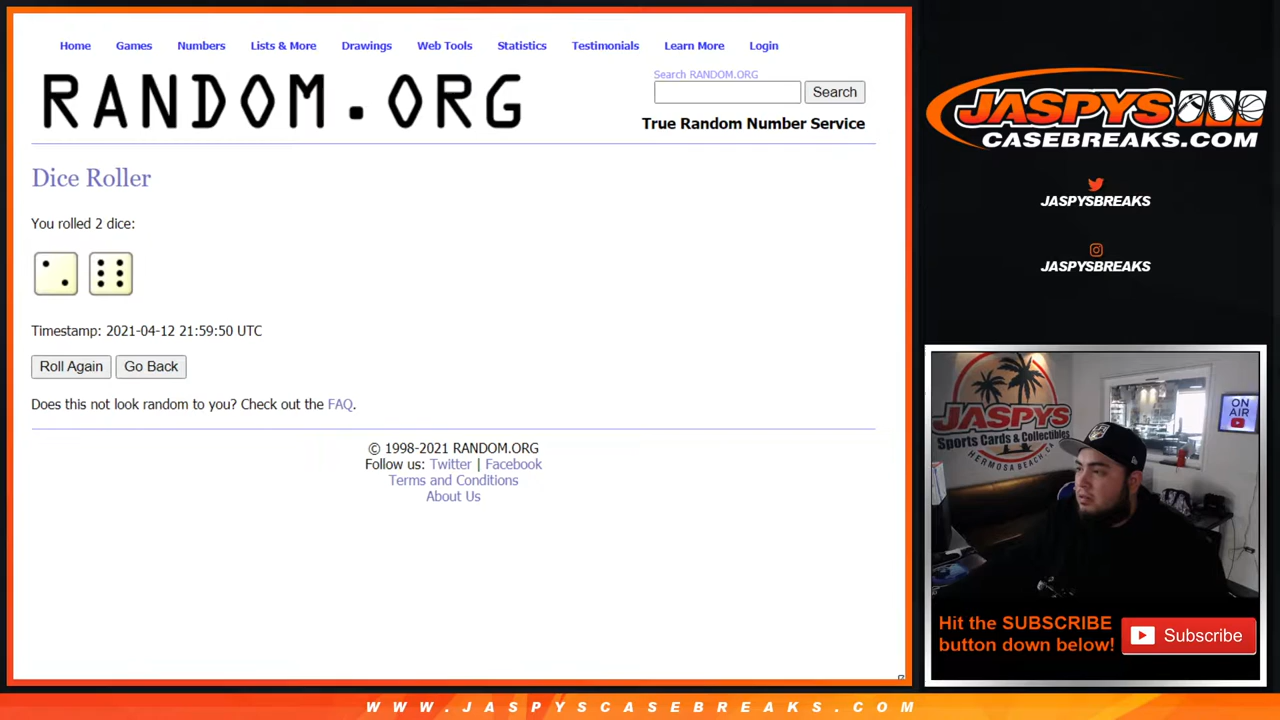 Home Games Numbers Lists & More Drawings Web Tools Statistics Testimonials Learn More Login
RANDOM.ORG
Search RANDOM.ORG
Search
True Random Number Service
Dice Roller
You rolled 2 dice:
Timestamp: 2021-04-12 21:59:50 UTC
Roll Again Go Back
Does this not look random to you? Check out the FAQ.
© 1998-2021 RANDOM.ORG
Follow us: Twitter | Facebook
Terms and Conditions
About Us
JASPYS
CASEBREAKS.COM
JASPYSBREAKS
JASPYSBREAKS
JASPYS
Sports Cards & Collectibles
HERMOSA BEACH, CA
ON
AIR
Hit the SUBSCRIBE
button down below!
Subscribe
WWW.JASPYSCASEBREAKS.COM